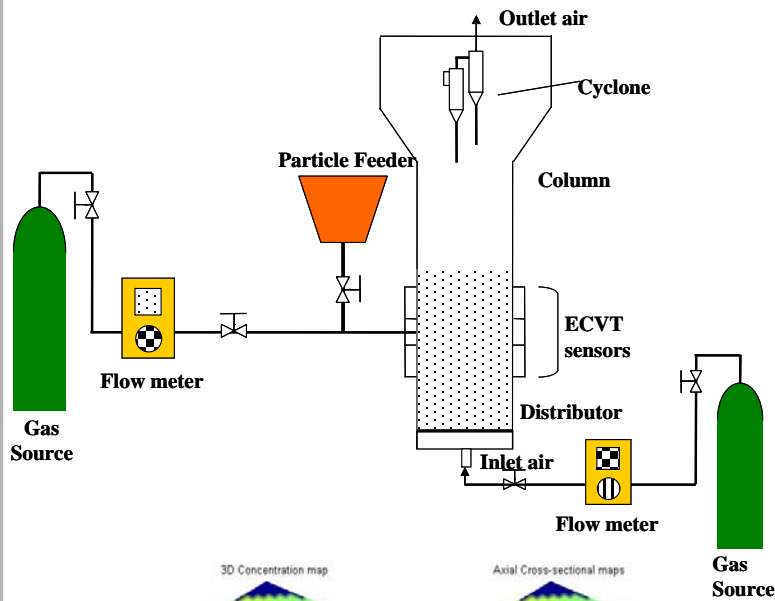 Outlet air
Cyclone
Particle Feeder
Column
ECVT
sensors
Flow meter
Distributor
Gas
Source
Inlet air
Flow meter
Gas
Source
3D Concentration map
Axial Cross-sectional maps